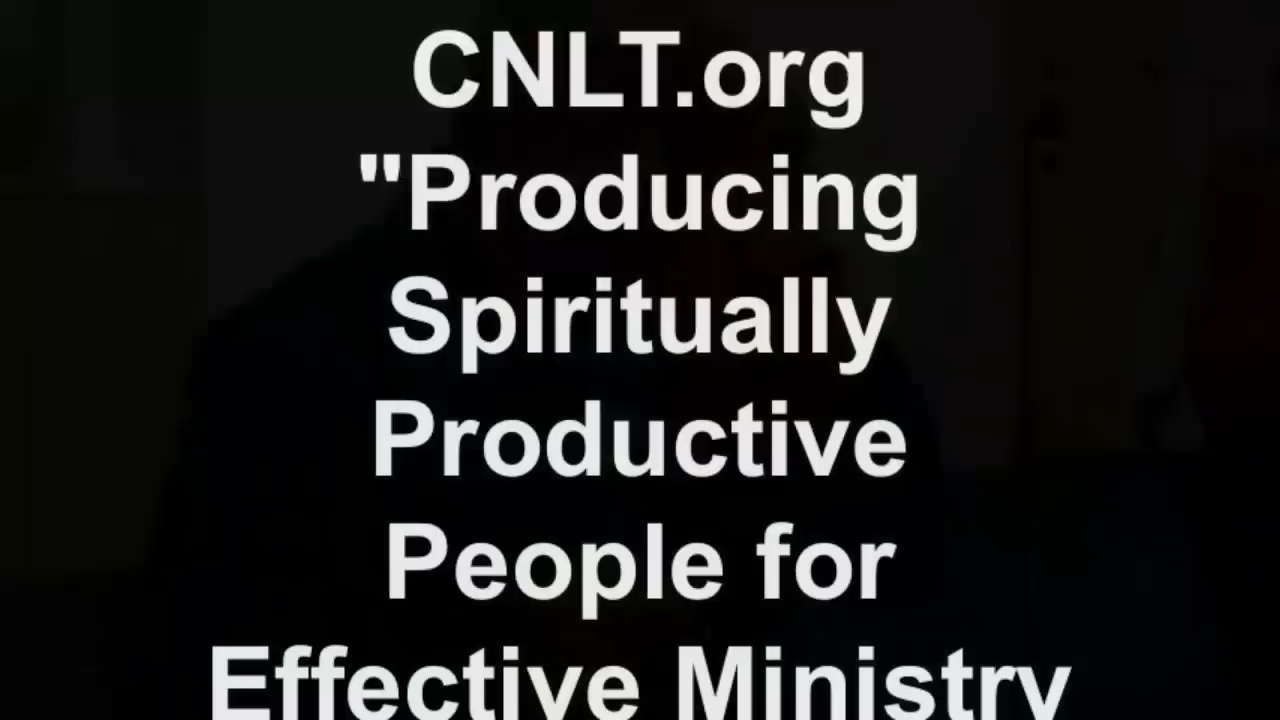 CNLT.org
"Producing
Spiritually
Productive
People for
Effective Ministry